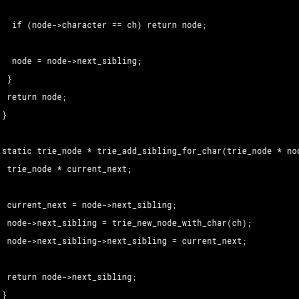 if (node->character == ch) return node;
node = node->next_sibling;
}
return node;
}
static trie_node * trie_add_sibling_for_char(trie_node *
trie_node * current_next;
current_next = node->next_sibling;
node->next_sibling = trie_new_node_with_char(ch);
node->next_sibling->next_sibling = current_next;
return node->next_sibling;
}